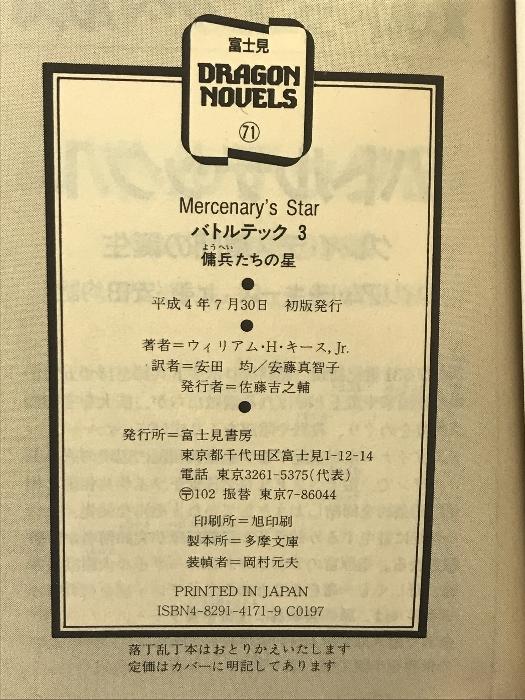 富士見
DRAGON
NOVELS
71
Mercenary's Star
バトルテック 3
ようへい
傭兵たちの星
平成4年7月30日 初版発行
著者=ウィリアム・H・キース,Jr.
訳者=安田 均/安藤真智子
発行者=佐藤吉之輔
発行所=富士見書房
東京都千代田区富士見1-12-14
電話 東京3261-5375(代表)
〶102 振替 東京7-86044
印刷所=旭印刷
製本所=多摩文庫
装幀者=岡村元夫
PRINTED IN JAPAN
ISBN4-8291-4171-9 C0197
落丁乱丁本はおとりかえいたします
定価はカバーに明記してあります